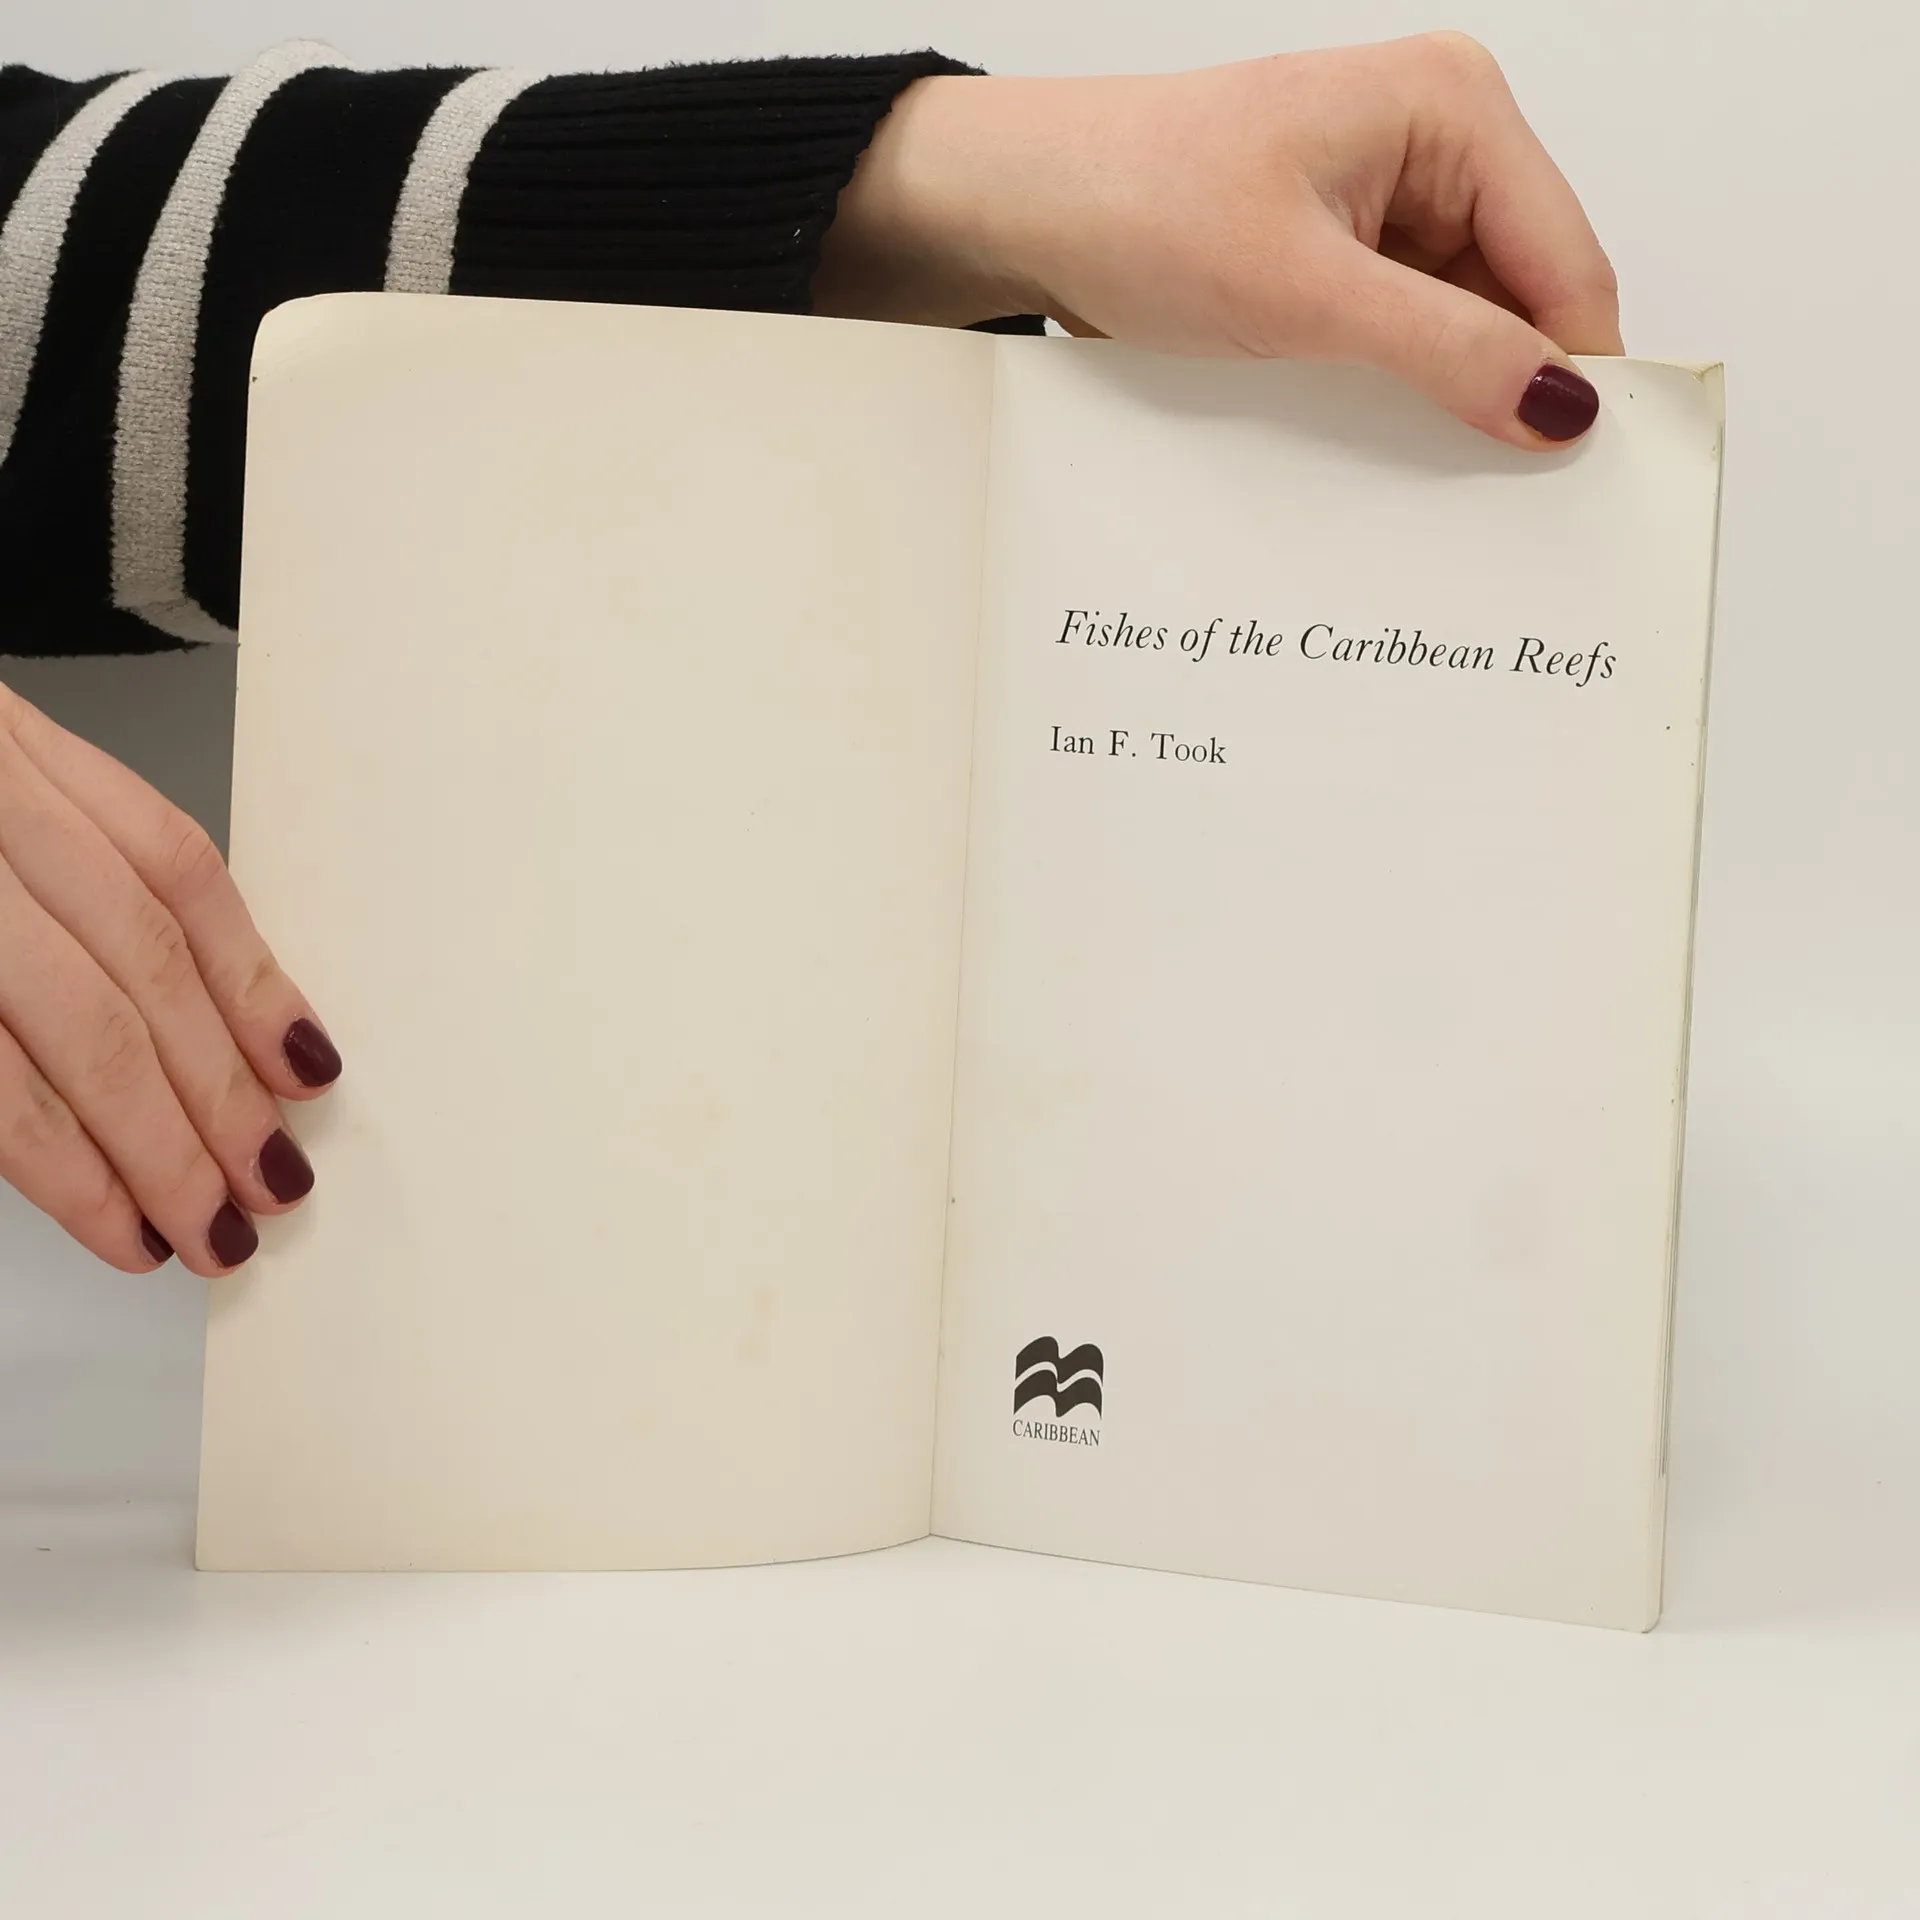 Fishes of the Caribbean Reefs
Ian F. Took
CARIBBEAN